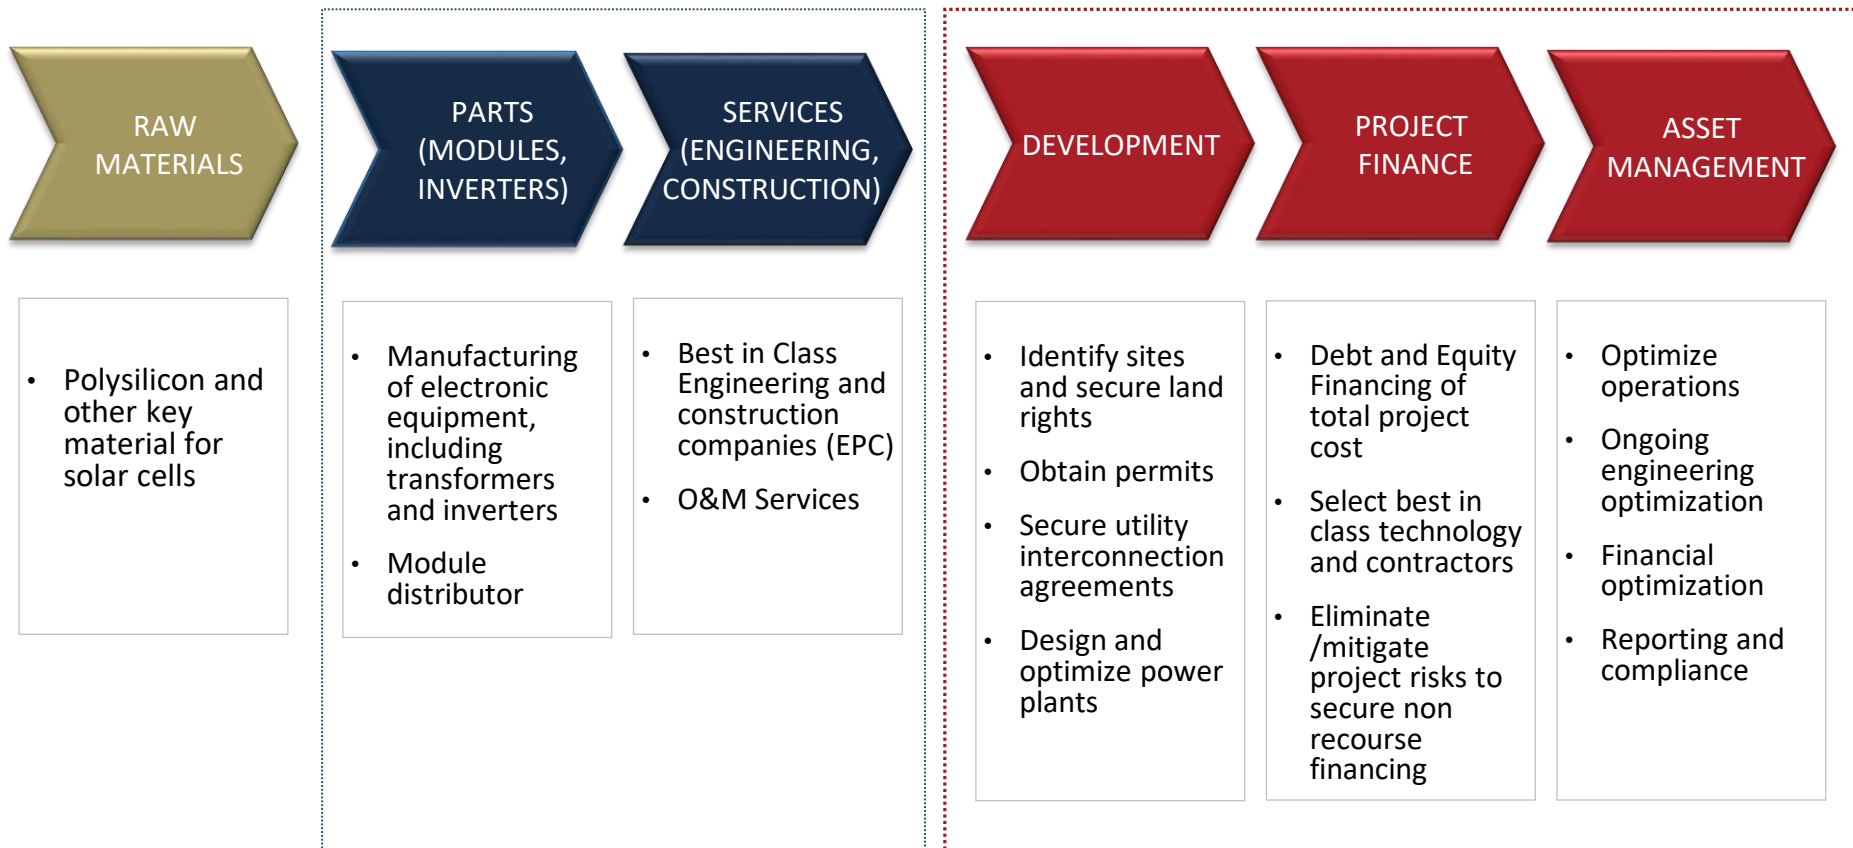 RAW
MATERIALS
PARTS
(MODULES,
INVERTERS)
SERVICES
(ENGINEERING,
CONSTRUCTION)
DEVELOPMENT
PROJECT
FINANCE
ASSET
MANAGEMENT
• Polysilicon and
other key
material for
solar cells
• Manufacturing
of electronic
equipment,
including
transformers
and inverters
• Module
distributor
• Best in Class
Engineering and
construction
companies (EPC)
• O&M Services
• Identify sites
and secure land
rights
• Obtain permits
• Secure utility
interconnection
agreements
• Design and
optimize power
plants
• Debt and Equity
Financing of
total project
cost
• Select best in
class technology
and contractors
• Eliminate
/mitigate
project risks to
secure non
recourse
financing
• Optimize
operations
• Ongoing
engineering
optimization
• Financial
optimization
• Reporting and
compliance